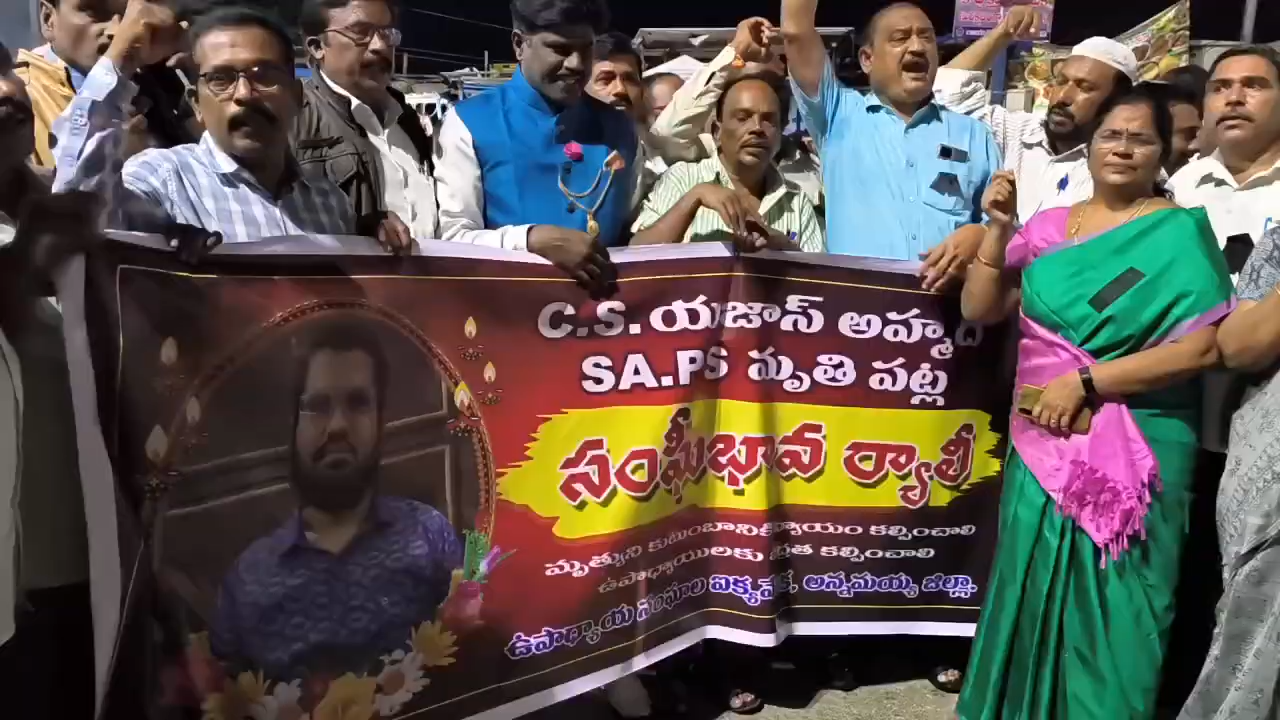 C.S. యజాస్ అహ్మద్
SA.PS మృతి పట్ల
సంఘీభావ ర్యాలీ
మృత్యుని కుటుంబానికి న్యాయం కల్పించాలి
ఉపాధ్యాయులకు భద్రత కల్పించాలి
ఉపాధ్యాయ సంఘాల ఐక్యవేదిక, అన్నమయ్య జిల్లా.